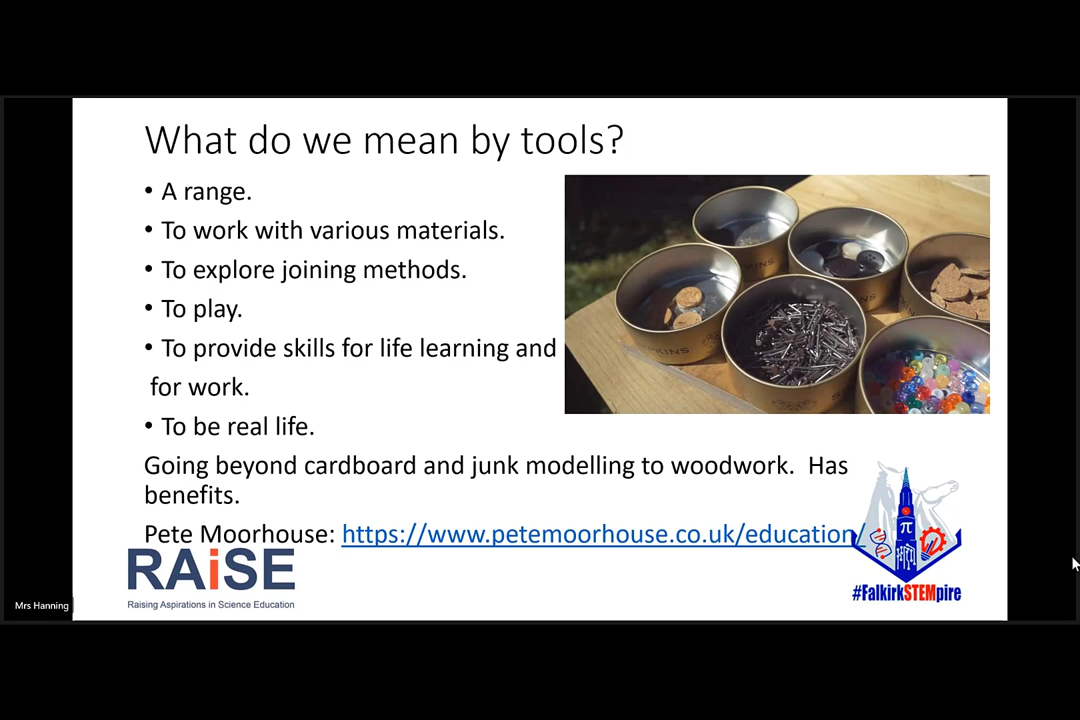 What do we mean by tools?
• A range.
• To work with various materials.
• To explore joining methods.
• To play.
• To provide skills for life learning and
for work.
• To be real life.
Going beyond cardboard and junk modelling to woodwork.  Has
benefits.
Pete Moorhouse: https://www.petemoorhouse.co.uk/education/
RAiSE
Raising Aspirations in Science Education
π
#FalkirkSTEMpire
Mrs Hanning